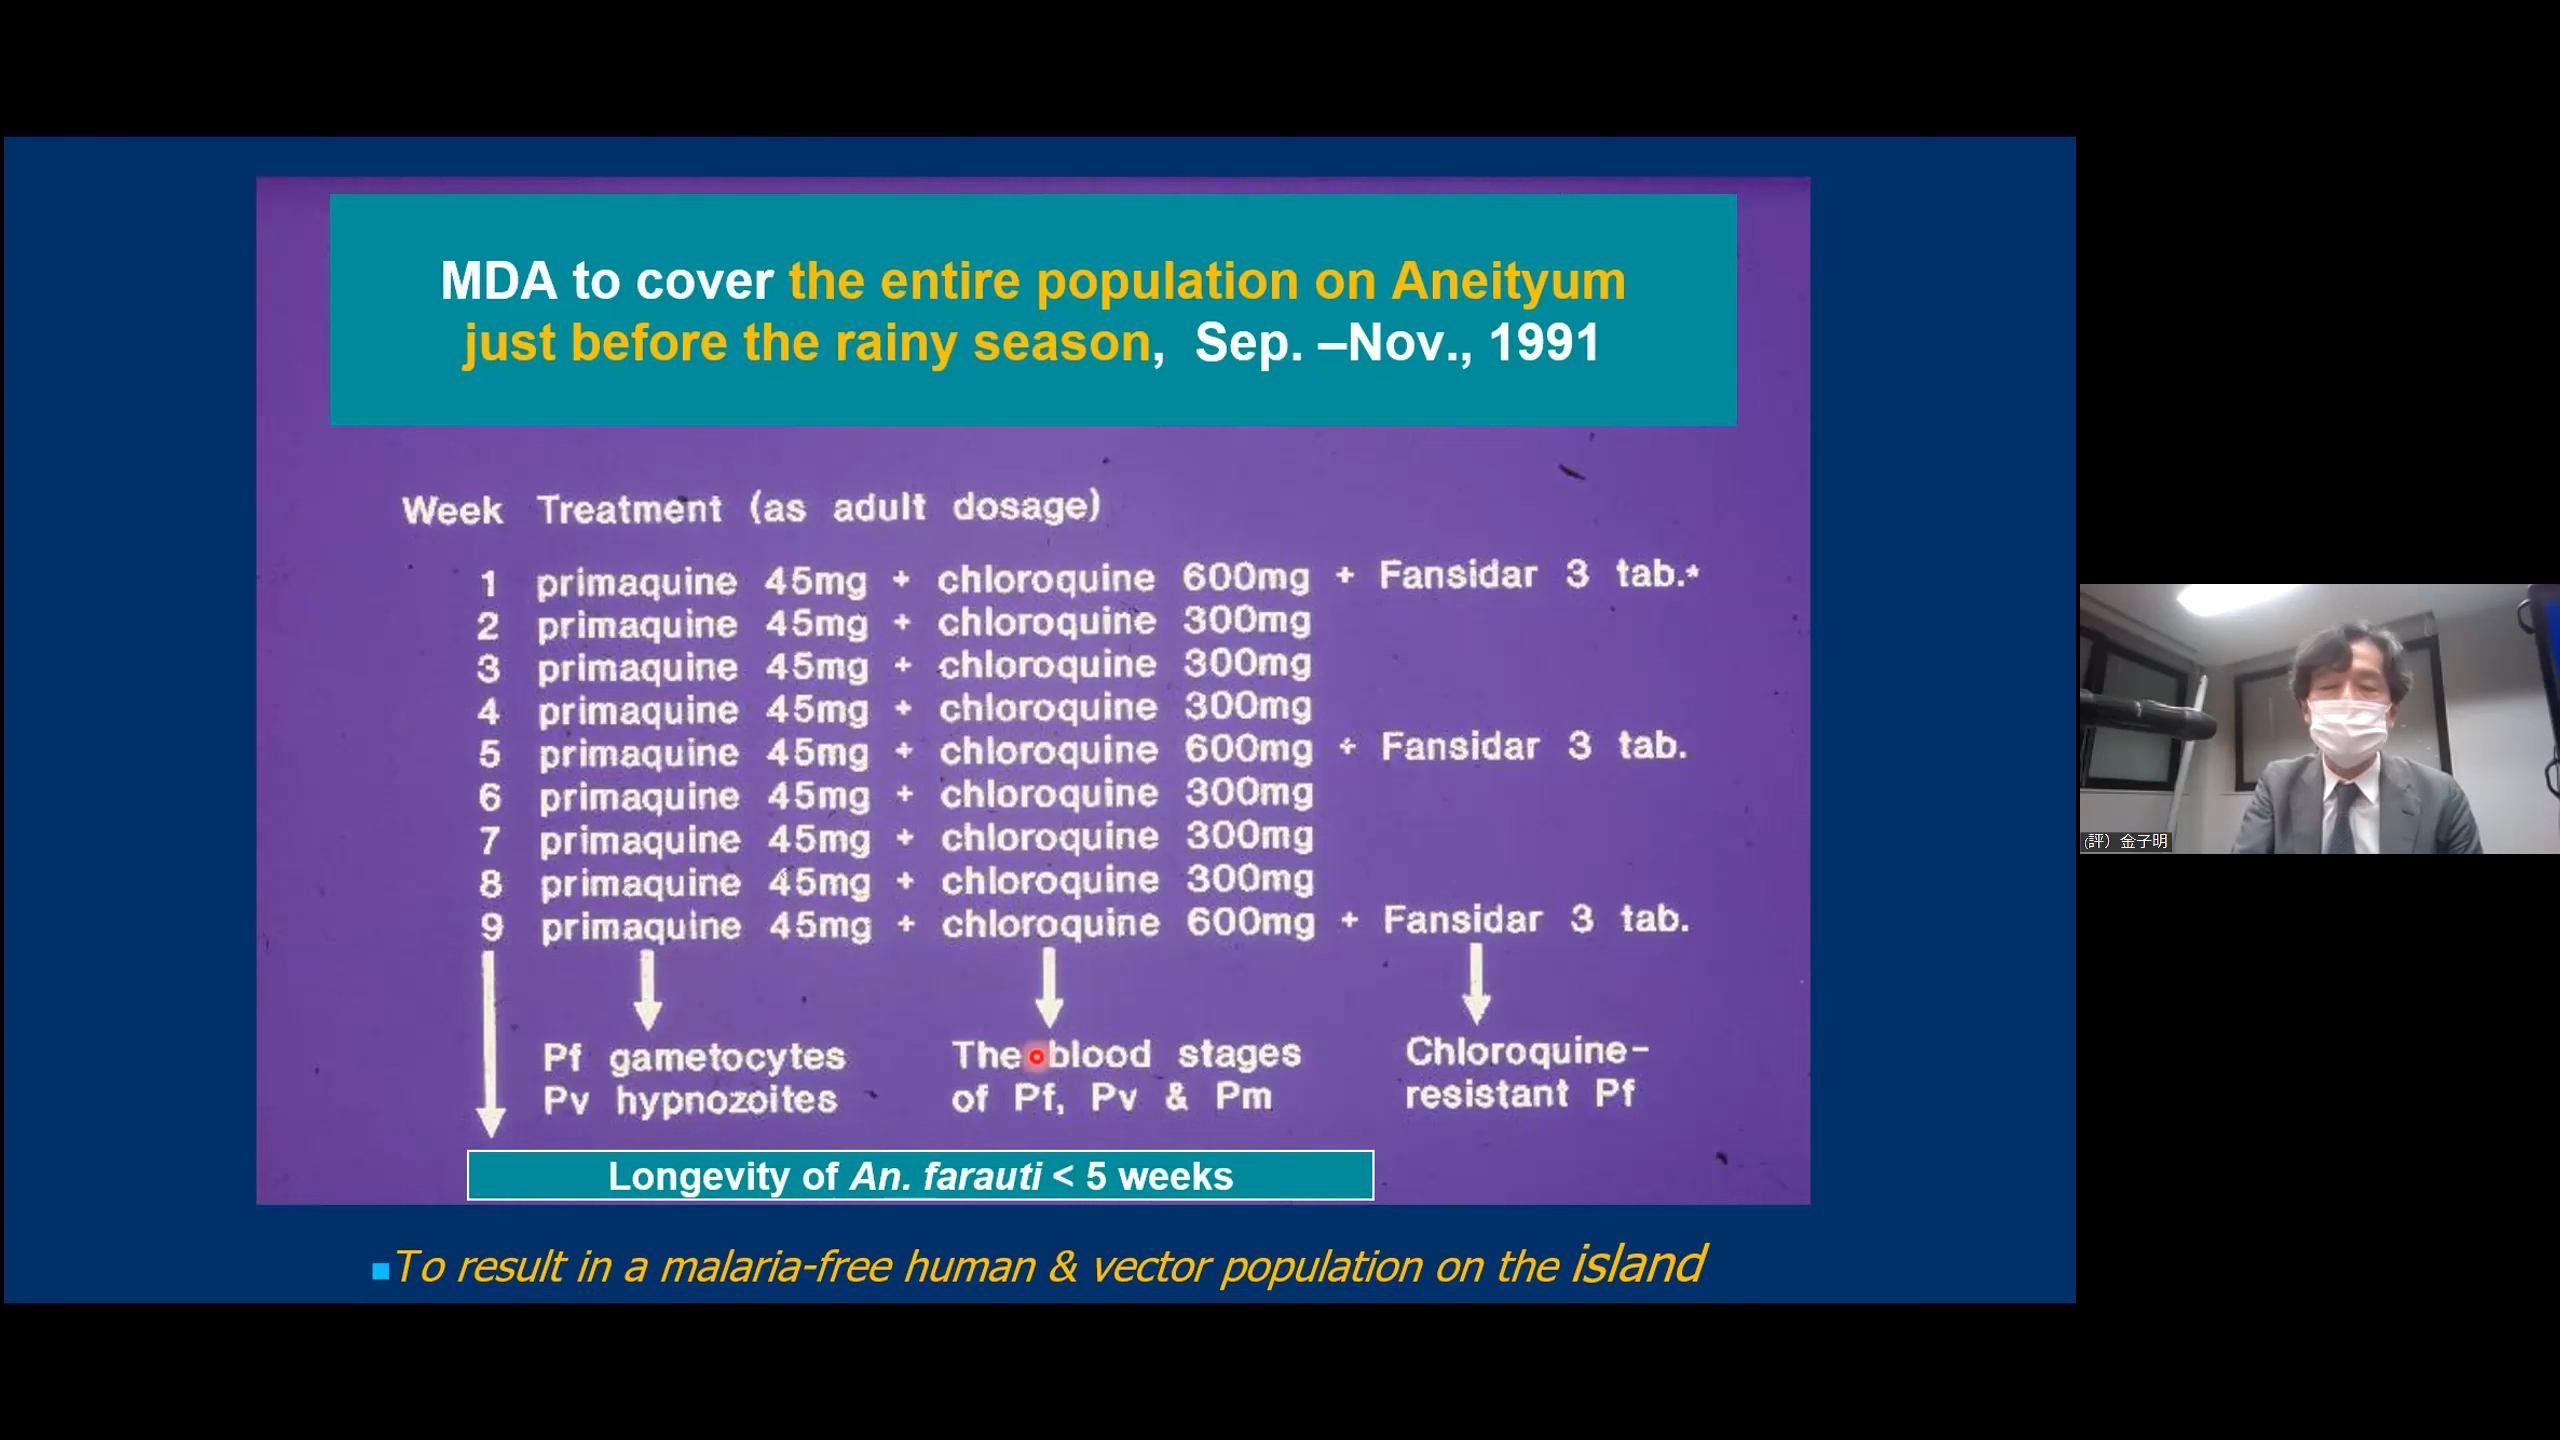 MDA to cover the entire population on Aneityum
just before the rainy season, Sep. –Nov., 1991
Week Treatment (as adult dosage)
1 primaquine 45mg + chloroquine 600mg + Fansidar 3 tab.*
2 primaquine 45mg + chloroquine 300mg
3 primaquine 45mg + chloroquine 300mg
4 primaquine 45mg + chloroquine 300mg
5 primaquine 45mg + chloroquine 600mg + Fansidar 3 tab.
6 primaquine 45mg + chloroquine 300mg
7 primaquine 45mg + chloroquine 300mg
8 primaquine 45mg + chloroquine 300mg
9 primaquine 45mg + chloroquine 600mg + Fansidar 3 tab.
Pf gametocytes
Pv hypnozoites
The blood stages
of Pf, Pv & Pm
Chloroquine-
resistant Pf
Longevity of An. farauti < 5 weeks
To result in a malaria-free human & vector population on the island
(評）金子明